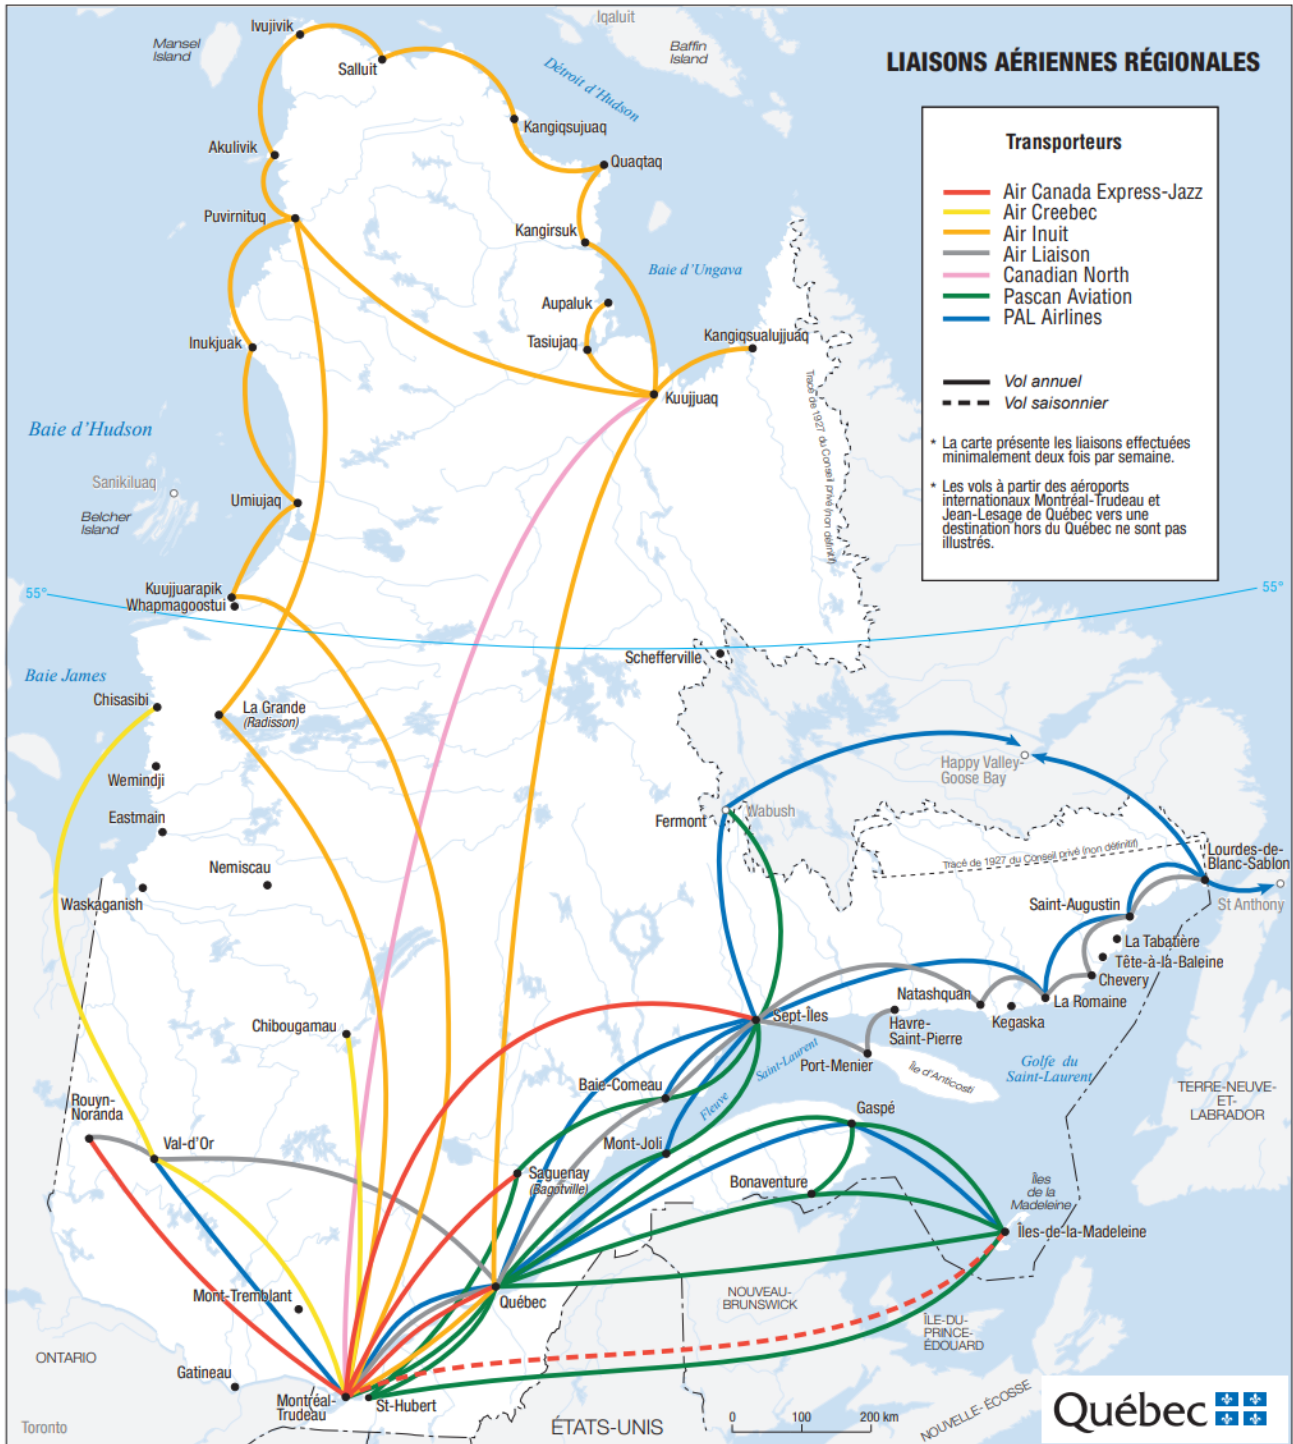 Iqaluit
Ivujivik
Mansel
Island
Baffin
Island
Salluit
Détroit d'Hudson
LIAISONS AÉRIENNES RÉGIONALES
Kangiqsujuaq
Akulivik
Quaqtaq
Puvirnituq
Kangirsuk
Baie d'Ungava
Aupaluk
Inukjuak
Tasiujaq
Kangiqsualujjuaq
Kuujjuaq
Transporteurs
Air Canada Express-Jazz
Air Creebec
Air Inuit
Air Liaison
Canadian North
Pascan Aviation
PAL Airlines
Vol annuel
Vol saisonnier
* La carte présente les liaisons effectuées
minimalement deux fois par semaine.
* Les vols à partir des aéroports
internationaux Montréal-Trudeau et
Jean-Lesage de Québec vers une
destination hors du Québec ne sont pas
illustrés.
Tracé de 1927 du Conseil privé (non définitif)
Baie d'Hudson
Sanikiluaq
Belcher
Island
Umiujaq
Kuujjuarapik
Whapmagoostui
55°
55°
Schefferville
Baie James
Chisasibi
La Grande
(Radisson)
Wemindji
Eastmain
Nemiscau
Waskaganish
Happy Valley-
Goose Bay
Fermont
Wabush
Tracé de 1927 du Conseil privé (non définitif)
Lourdes-de-
Blanc-Sablon
St Anthony
Saint-Augustin
La Tabatière
Tête-à-la-Baleine
Chevery
La Romaine
Natashquan
Kegaska
Sept-Îles
Havre-
Saint-Pierre
Port-Menier
Île d'Anticosti
Golfe du
Saint-Laurent
Fleuve
Saint-Laurent
Chibougamau
Baie-Comeau
Rouyn-
Noranda
Val-d'Or
Mont-Joli
Gaspé
Saguenay
(Bagotville)
Bonaventure
Îles
de la
Madeleine
Îles-de-la-Madeleine
TERRE-NEUVE-
ET-
LABRADOR
Mont-Tremblant
Québec
NOUVEAU-
BRUNSWICK
ÎLE-DU-
PRINCE-
ÉDOUARD
ONTARIO
Gatineau
Montréal-
Trudeau
St-Hubert
Toronto
ÉTATS-UNIS
0 100 200 km
NOUVELLE-ÉCOSSE
Québec